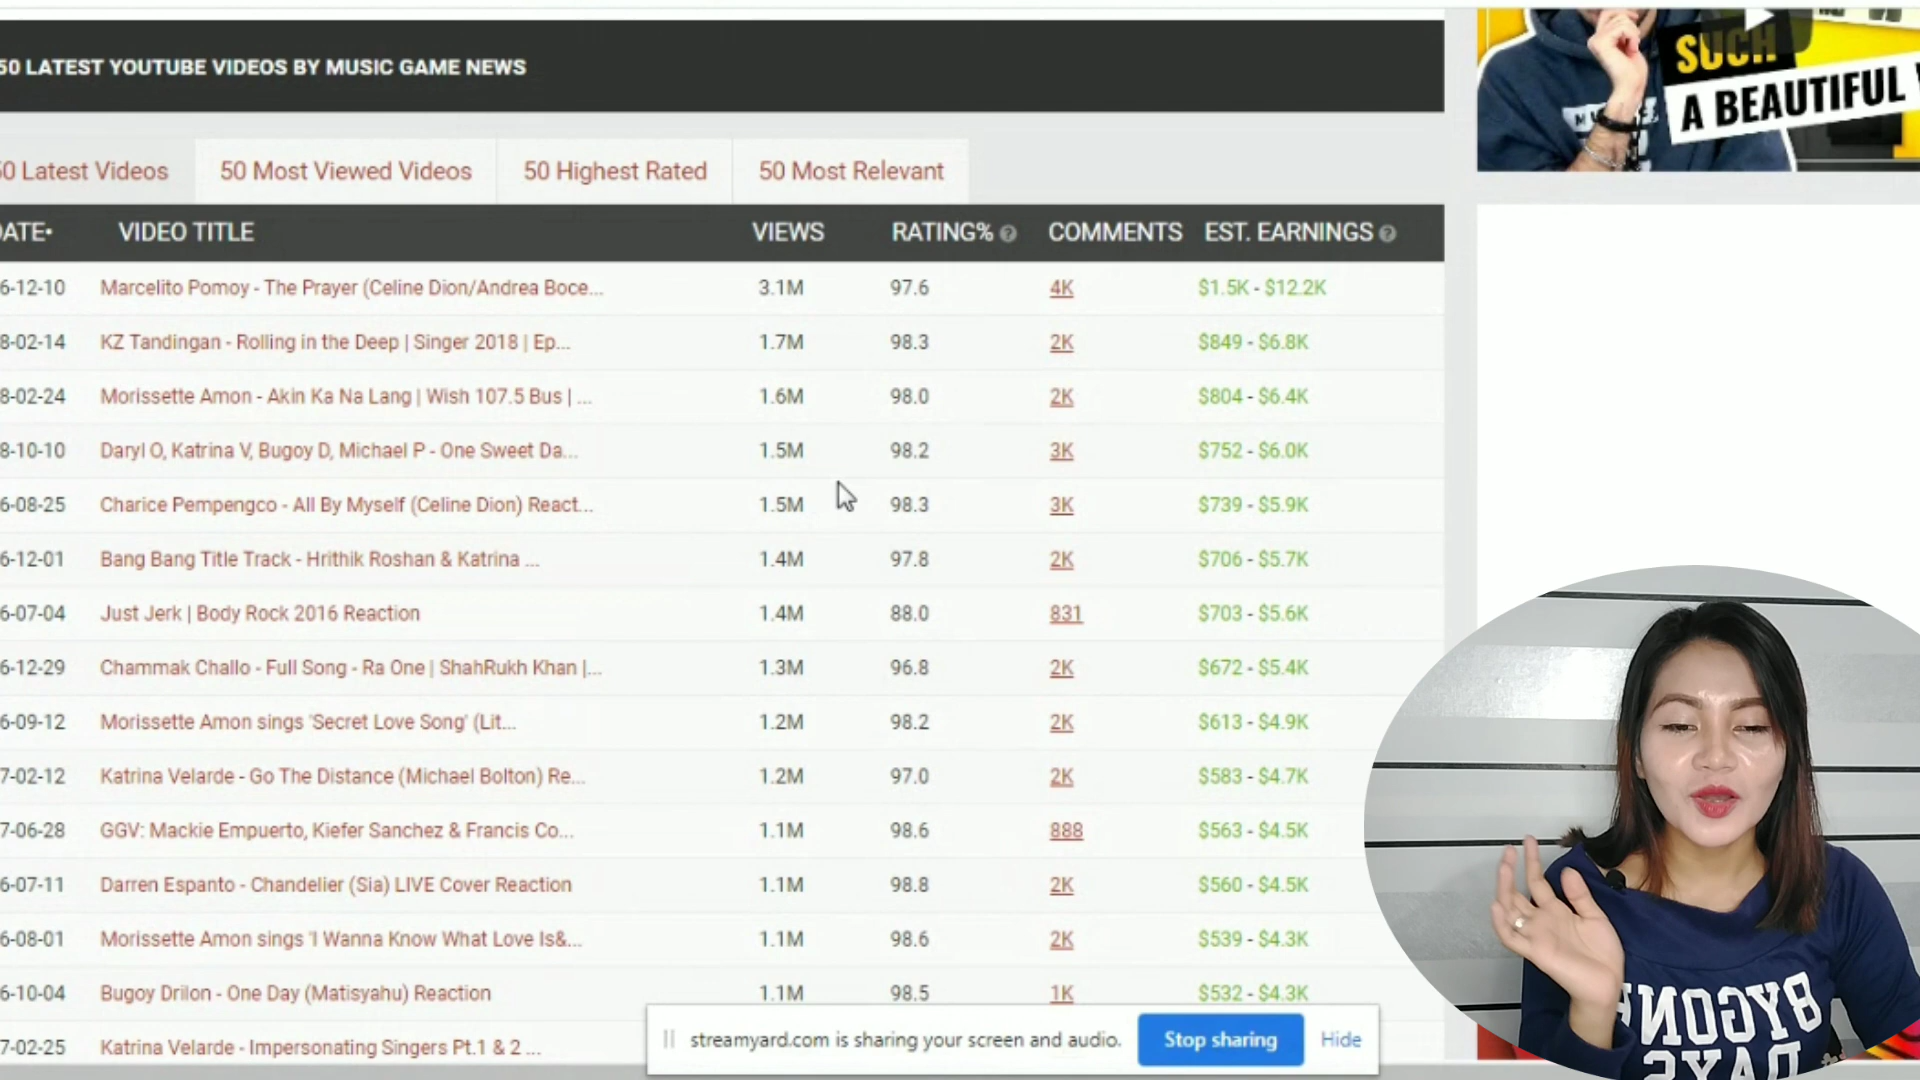 SUCH
A BEAUTIFUL
50 LATEST YOUTUBE VIDEOS BY MUSIC GAME NEWS
50 Latest Videos 50 Most Viewed Videos 50 Highest Rated 50 Most Relevant
DATE• VIDEO TITLE VIEWS RATING% COMMENTS EST. EARNINGS
6-12-10 Marcelito Pomoy - The Prayer (Celine Dion/Andrea Boce... 3.1M 97.6 4K $1.5K - $12.2K
8-02-14 KZ Tandingan - Rolling in the Deep | Singer 2018 | Ep... 1.7M 98.3 2K $849 - $6.8K
8-02-24 Morissette Amon - Akin Ka Na Lang | Wish 107.5 Bus | ... 1.6M 98.0 2K $804 - $6.4K
8-10-10 Daryl O, Katrina V, Bugoy D, Michael P - One Sweet Da... 1.5M 98.2 3K $752 - $6.0K
6-08-25 Charice Pempengco - All By Myself (Celine Dion) React... 1.5M 98.3 3K $739 - $5.9K
6-12-01 Bang Bang Title Track - Hrithik Roshan & Katrina ... 1.4M 97.8 2K $706 - $5.7K
6-07-04 Just Jerk | Body Rock 2016 Reaction 1.4M 88.0 831 $703 - $5.6K
6-12-29 Chammak Challo - Full Song - Ra One | ShahRukh Khan |... 1.3M 96.8 2K $672 - $5.4K
6-09-12 Morissette Amon sings 'Secret Love Song' (Lit... 1.2M 98.2 2K $613 - $4.9K
7-02-12 Katrina Velarde - Go The Distance (Michael Bolton) Re... 1.2M 97.0 2K $583 - $4.7K
7-06-28 GGV: Mackie Empuerto, Kiefer Sanchez & Francis Co... 1.1M 98.6 888 $563 - $4.5K
6-07-11 Darren Espanto - Chandelier (Sia) LIVE Cover Reaction 1.1M 98.8 2K $560 - $4.5K
6-08-01 Morissette Amon sings 'I Wanna Know What Love Is&... 1.1M 98.6 2K $539 - $4.3K
6-10-04 Bugoy Drilon - One Day (Matisyahu) Reaction 1.1M 98.5 1K $532 - $4.3K
7-02-25 Katrina Velarde - Impersonating Singers Pt.1 & 2 ...
streamyard.com is sharing your screen and audio. Stop sharing Hide
BYGONE
DAYS